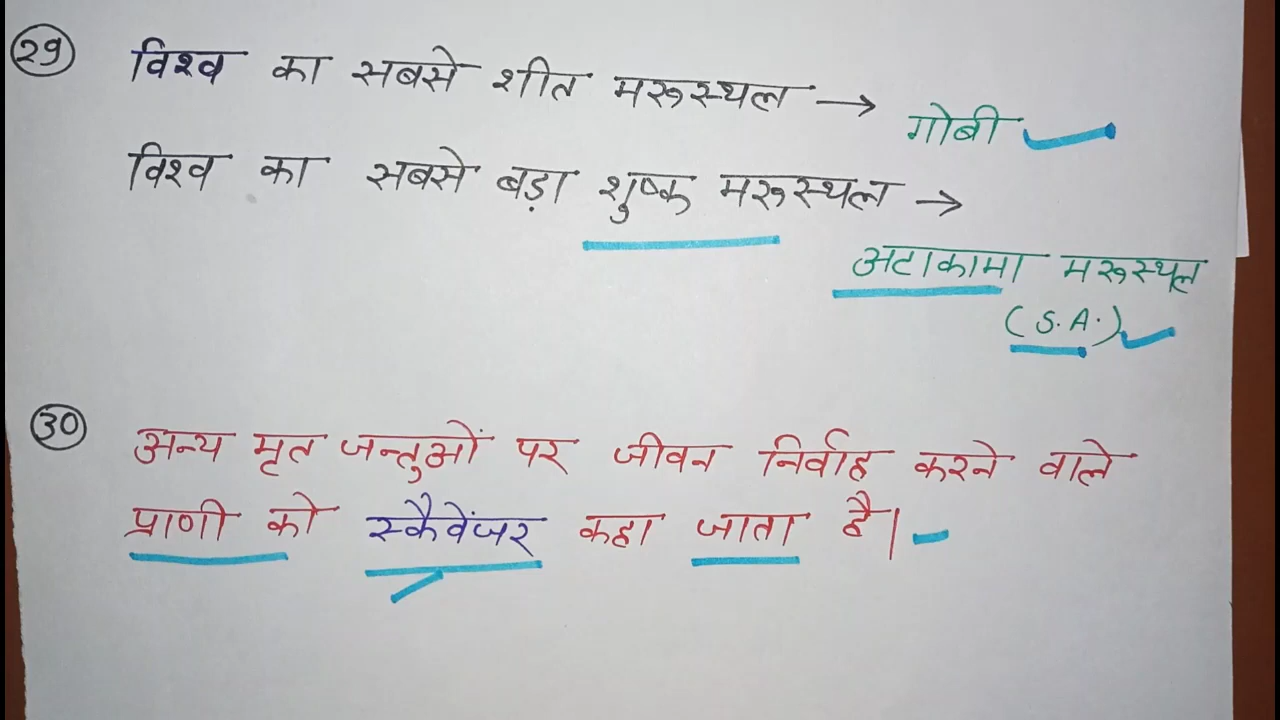 29 विश्व का सबसे शीत मरुस्थल → गोबी
विश्व का सबसे बड़ा शुष्क मरुस्थल →
अटाकामा मरुस्थल
(S.A.)
30 अन्य मृत जन्तुओं पर जीवन निर्वाह करने वाले
प्राणी को स्कैवेंजर कहा जाता है।